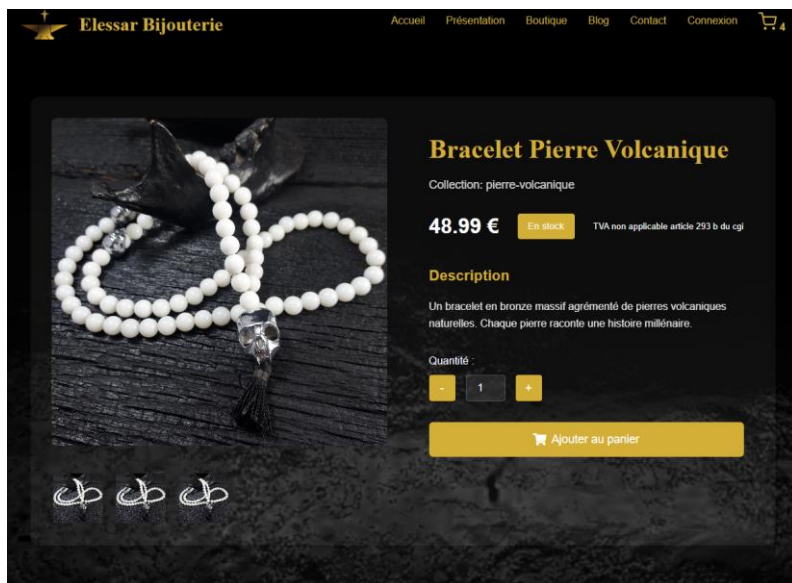 Elessar Bijouterie
Accueil Présentation Boutique Blog Contact Connexion 4
Bracelet Pierre Volcanique
Collection: pierre-volcanique
48.99 € En stock TVA non applicable article 293 b du cgi
Description
Un bracelet en bronze massif agrémenté de pierres volcaniques
naturelles. Chaque pierre raconte une histoire millénaire.
Quantité :
- 1 +
Ajouter au panier